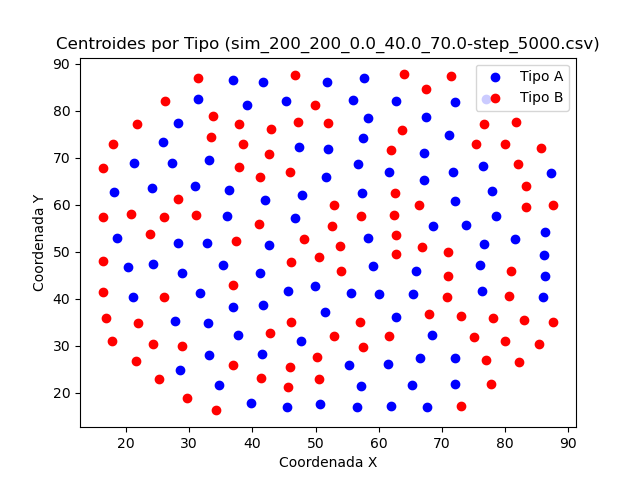 Centroides por Tipo (sim_200_200_0.0_40.0_70.0-step_5000.csv)
90
80
70
60
50
40
30
20
Coordenada Y
Tipo A
Tipo B
20 30 40 50 60 70 80 90
Coordenada X